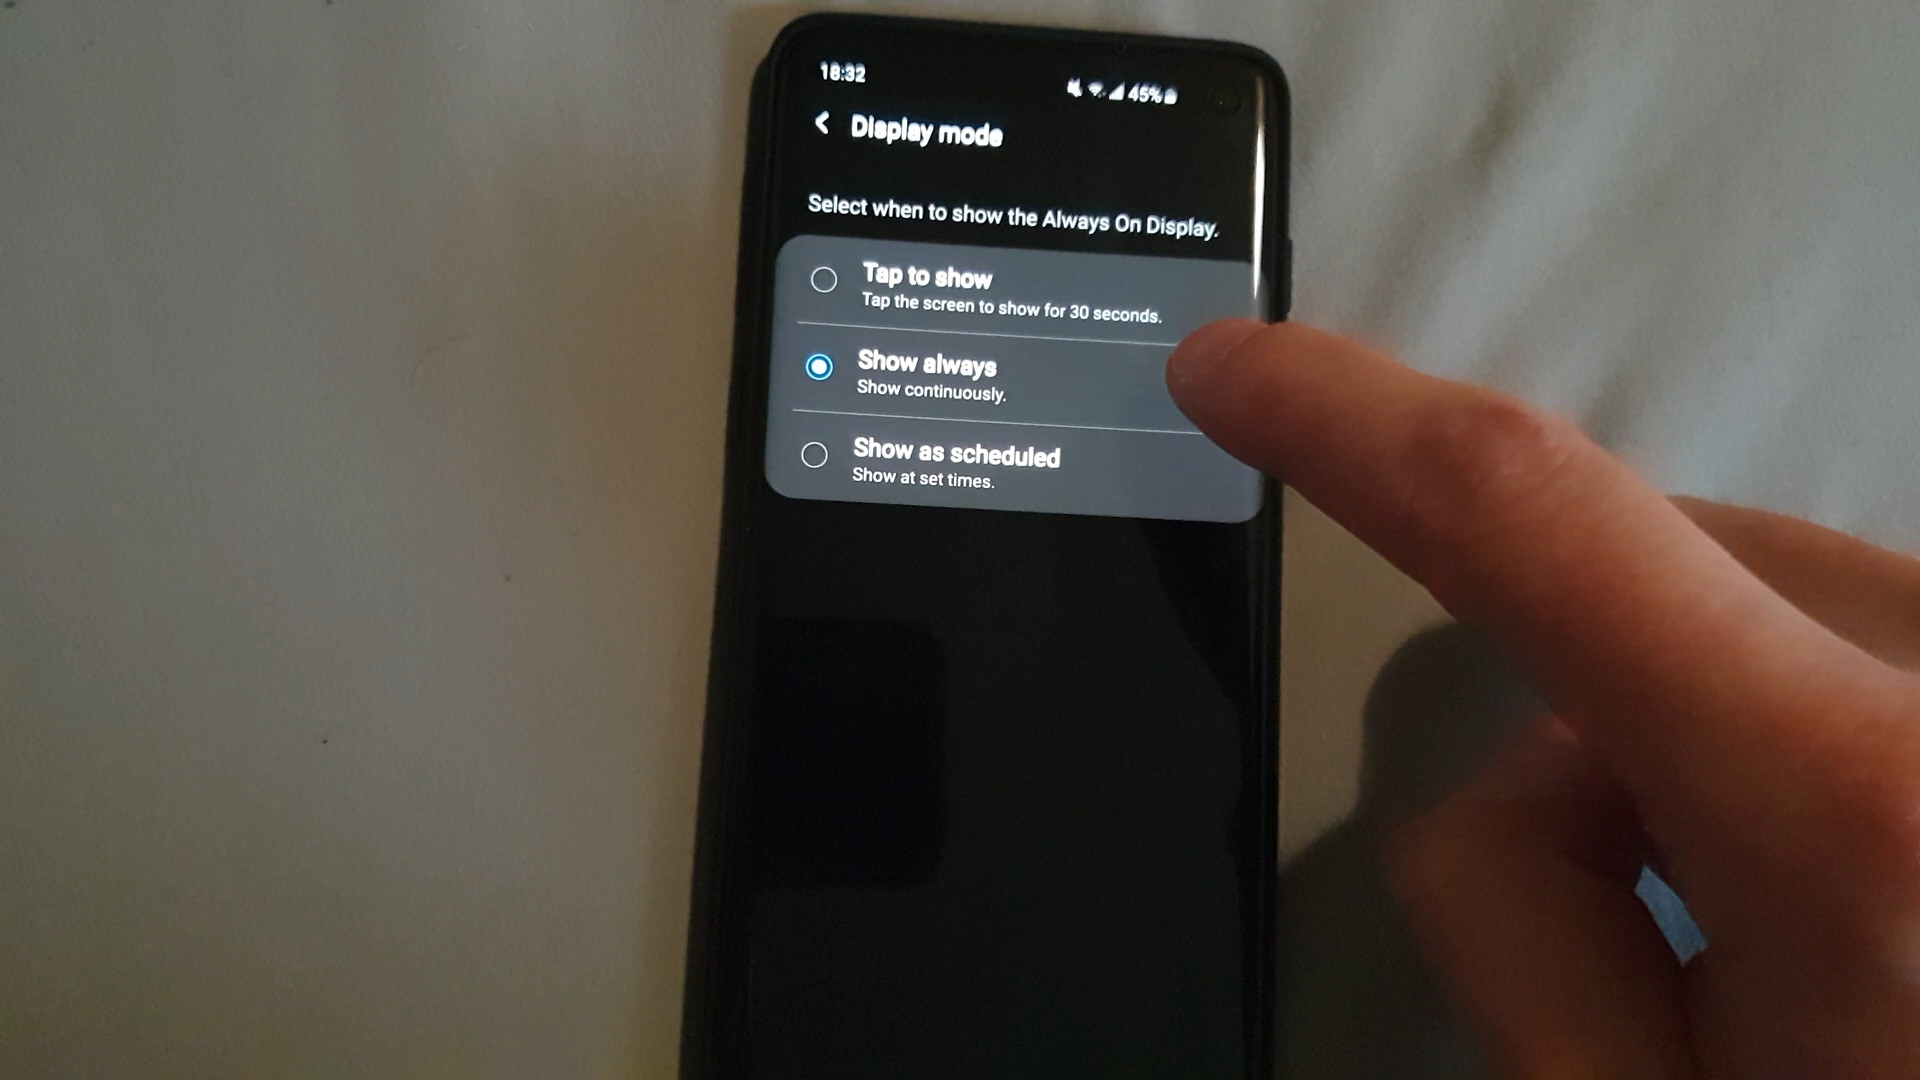 18:32
45%
Display mode
Select when to show the Always On Display.
Tap to show
Tap the screen to show for 30 seconds.
Show always
Show continuously.
Show as scheduled
Show at set times.